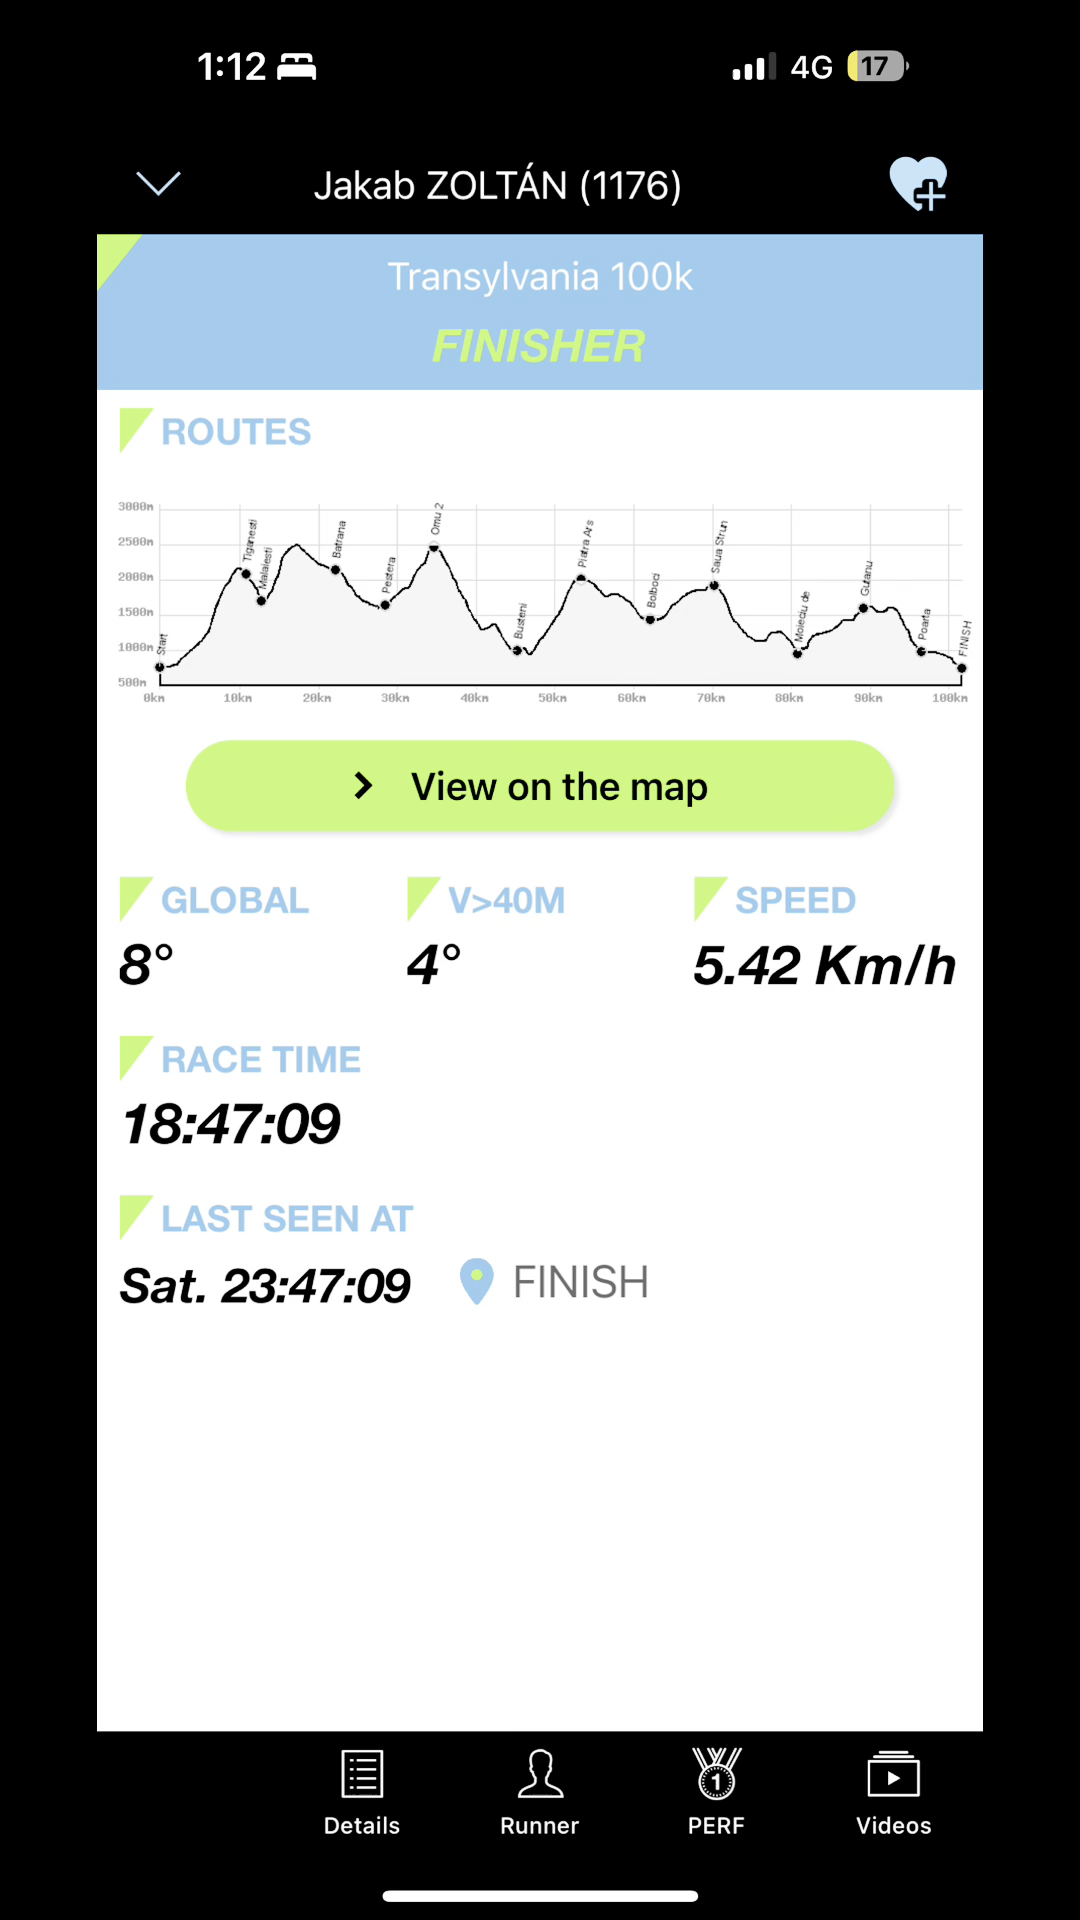 1:12
4G 17
Jakab ZOLTÁN (1176)
Transylvania 100k
FINISHER
ROUTES
3000m
2500m
2000m
1500m
1000m
500m
Start
Tiganesti
Malaiesti
Batrana
Pestera
Omu 2
Busteni
Piatra Ars
Bolboci
Saua Strun
Moieciu de
Gutanu
Poarta
FINISH
0km 10km 20km 30km 40km 50km 60km 70km 80km 90km 100km
View on the map
GLOBAL V>40M SPEED
8° 4° 5.42 Km/h
RACE TIME
18:47:09
LAST SEEN AT
Sat. 23:47:09 FINISH
1
Details Runner PERF Videos